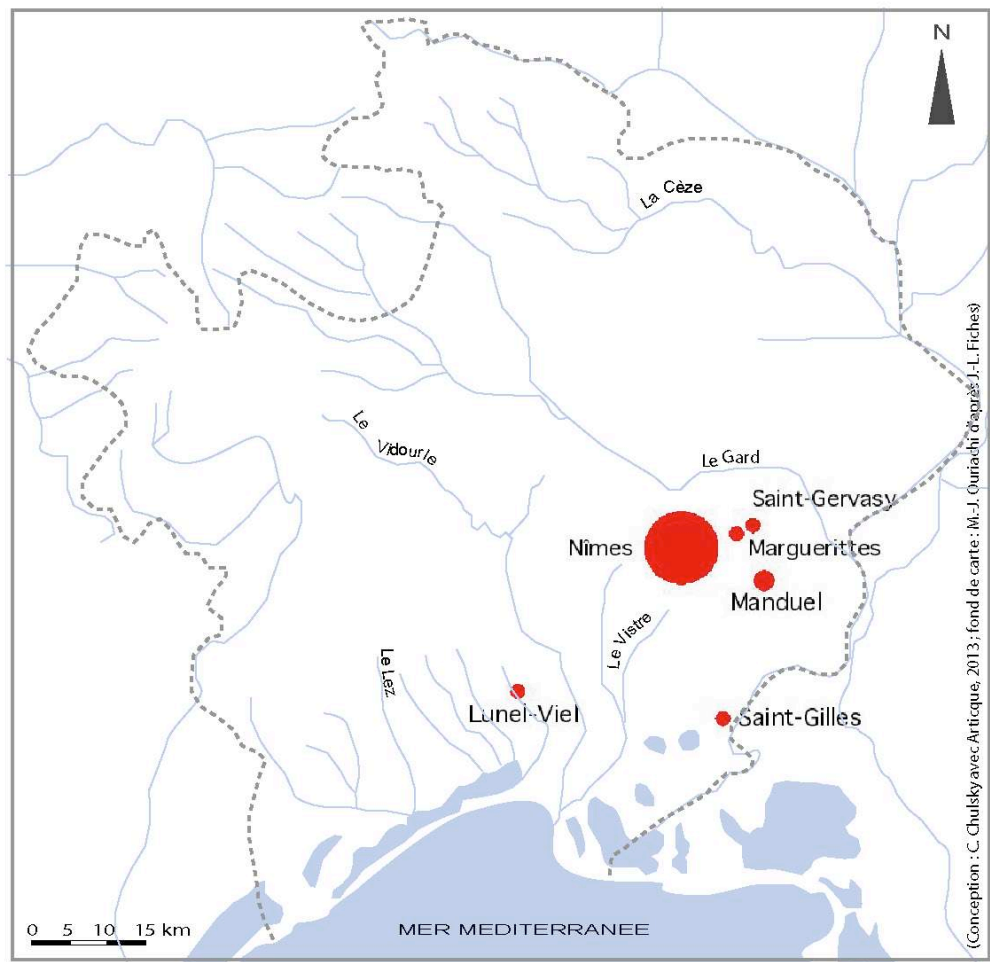 N
La Cèze
Le
Vidourle
Le Gard
Saint-Gervasy
Nîmes
Marguerittes
Manduel
Le Vistre
Le Lez
Lunel-Viel
Saint-Gilles
0 5 10 15 km
MER MEDITERRANEE
(Conception : C. Chulsky avec Articque, 2013 ; fond de carte : M.-J. Ouriachi d'après J.-L. Fiches)